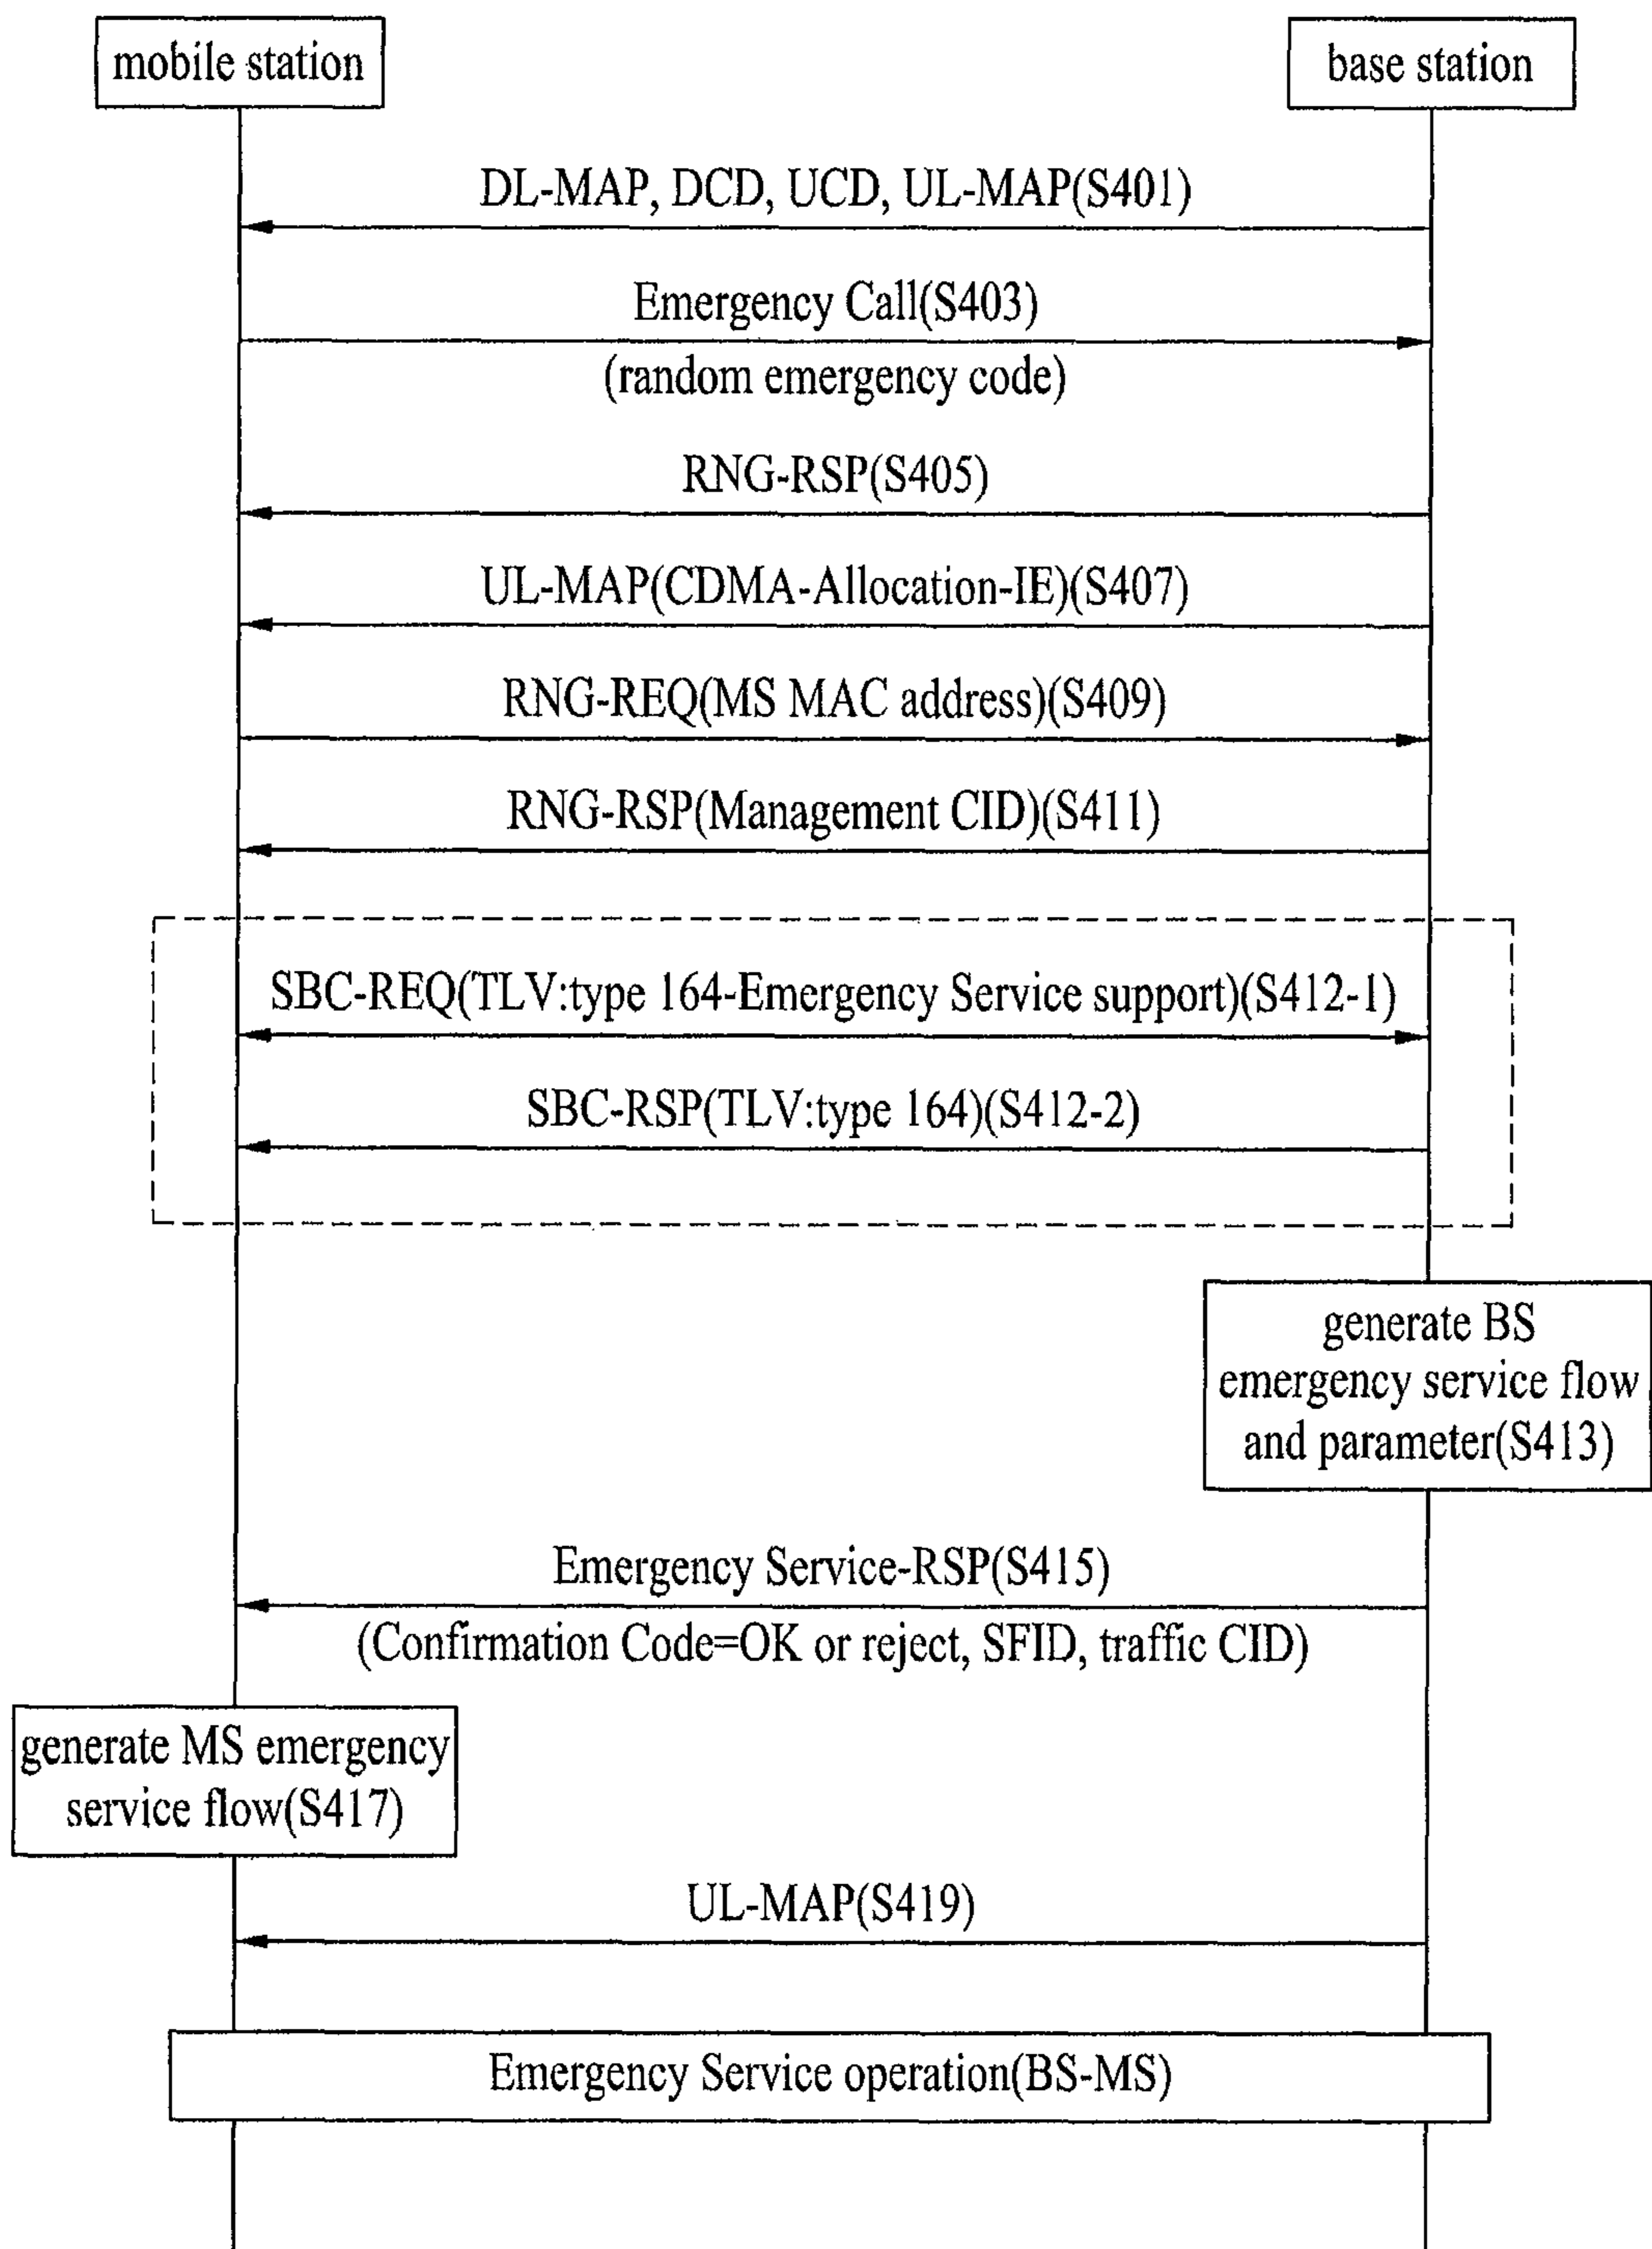 mobile station
base station
DL-MAP, DCD, UCD, UL-MAP(S401)
Emergency Call(S403)
(random emergency code)
RNG-RSP(S405)
UL-MAP(CDMA-Allocation-IE)(S407)
RNG-REQ(MS MAC address)(S409)
RNG-RSP(Management CID)(S411)
SBC-REQ(TLV:type 164-Emergency Service support)(S412-1)
SBC-RSP(TLV:type 164)(S412-2)
generate BS
emergency service flow
and parameter(S413)
Emergency Service-RSP(S415)
(Confirmation Code=OK or reject, SFID, traffic CID)
generate MS emergency
service flow(S417)
UL-MAP(S419)
Emergency Service operation(BS-MS)